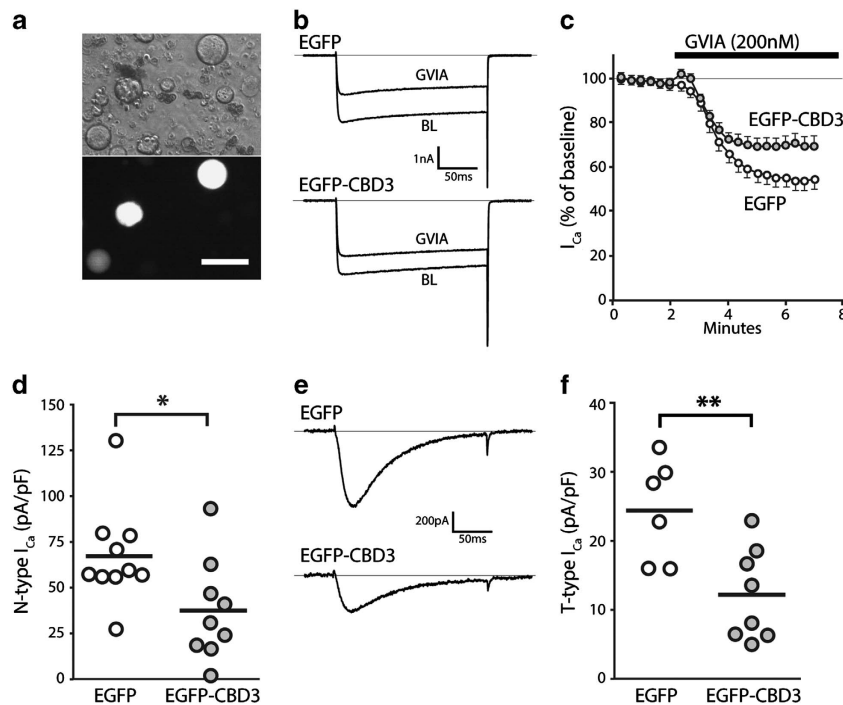 a
b
EGFP
GVIA
BL
1nA
50ms
EGFP-CBD3
GVIA
BL
c
GVIA (200nM)
100
80
60
40
20
0
I_Ca (% of baseline)
EGFP-CBD3
EGFP
0 2 4 6 8
Minutes
d
*
150
125
100
75
50
25
0
N-type I_Ca (pA/pF)
EGFP EGFP-CBD3
e
EGFP
200pA
50ms
EGFP-CBD3
f
**
40
30
20
10
0
T-type I_Ca (pA/pF)
EGFP EGFP-CBD3